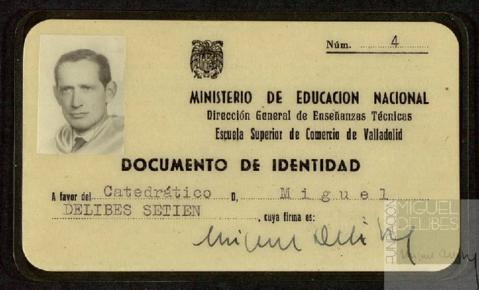 Núm. 4
MINISTERIO DE EDUCACION NACIONAL
Dirección General de Enseñanzas Técnicas
Escuela Superior de Comercio de Valladolid
DOCUMENTO DE IDENTIDAD
A favor del Catedrático D, Miguel
DELIBES SETIEN , cuya firma es:
Miguel Delibes
FUNDACIÓN
MIGUEL
DELIBES